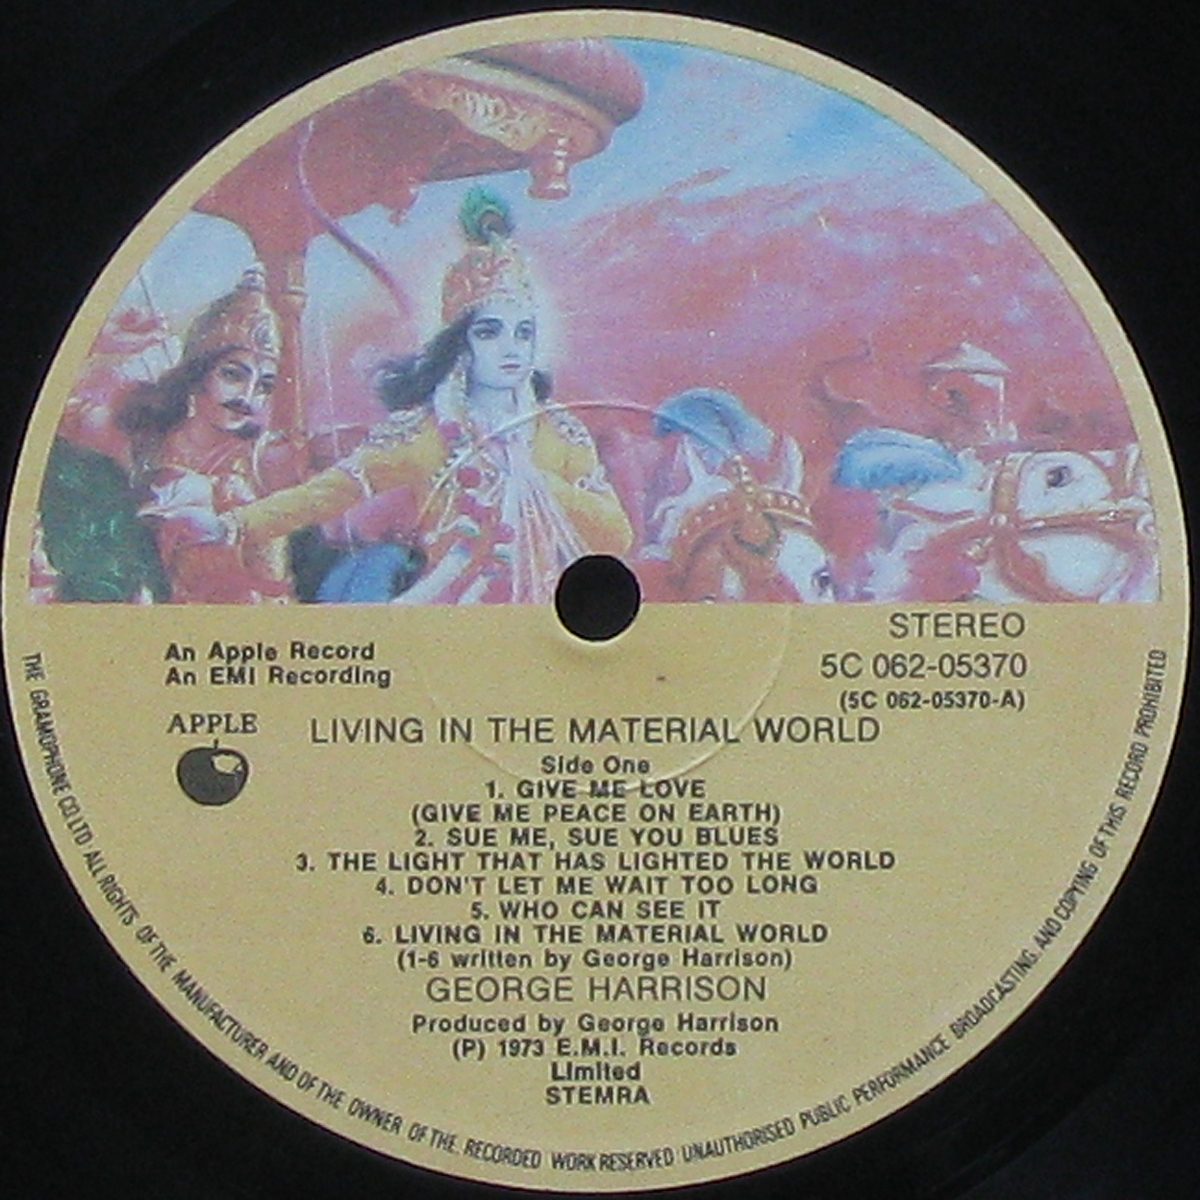 STEREO
An Apple Record
An EMI Recording
5C 062-05370
(5C 062-05370-A)
APPLE
LIVING IN THE MATERIAL WORLD
Side One
1. GIVE ME LOVE
(GIVE ME PEACE ON EARTH)
2. SUE ME, SUE YOU BLUES
3. THE LIGHT THAT HAS LIGHTED THE WORLD
4. DON'T LET ME WAIT TOO LONG
5. WHO CAN SEE IT
6. LIVING IN THE MATERIAL WORLD
(1-6 written by George Harrison)
GEORGE HARRISON
Produced by George Harrison
(P) 1973 E.M.I. Records
Limited
STEMRA
THE GRAMOPHONE CO. LTD. ALL RIGHTS OF THE MANUFACTURER AND OF THE OWNER OF THE RECORDED WORK RESERVED UNAUTHORISED PUBLIC PERFORMANCE BROADCASTING AND COPYING OF THIS RECORD PROHIBITED